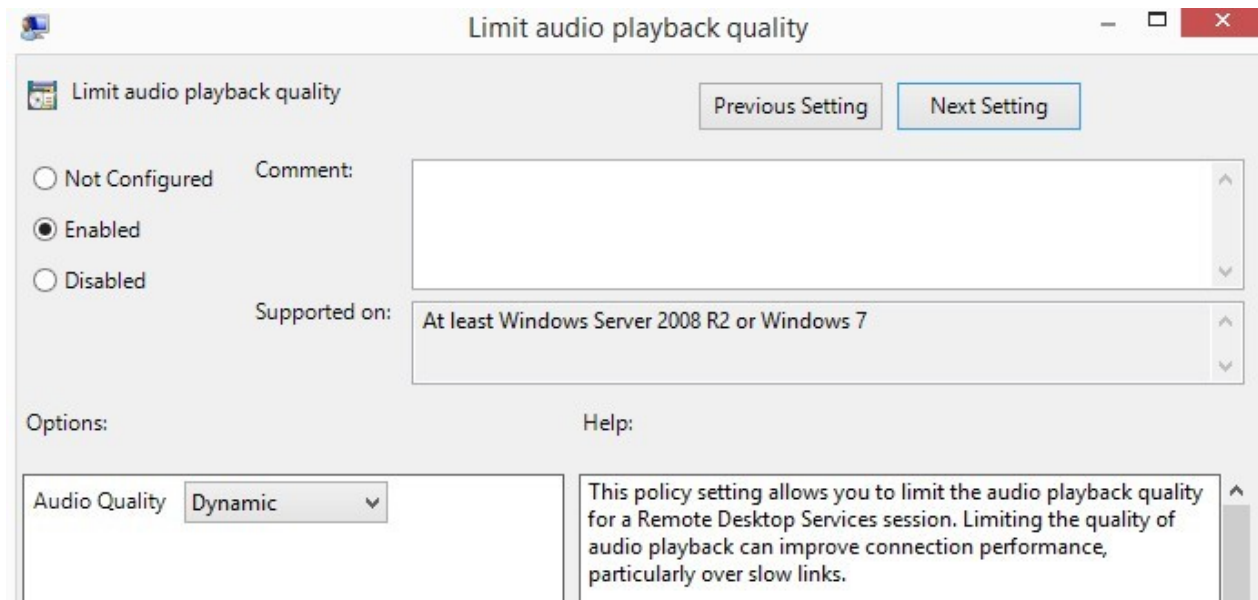 Limit audio playback quality
Limit audio playback quality
Previous Setting
Next Setting
Not Configured
Comment:
Enabled
Disabled
Supported on:
At least Windows Server 2008 R2 or Windows 7
Options:
Help:
Audio Quality
Dynamic
This policy setting allows you to limit the audio playback quality
for a Remote Desktop Services session. Limiting the quality of
audio playback can improve connection performance,
particularly over slow links.